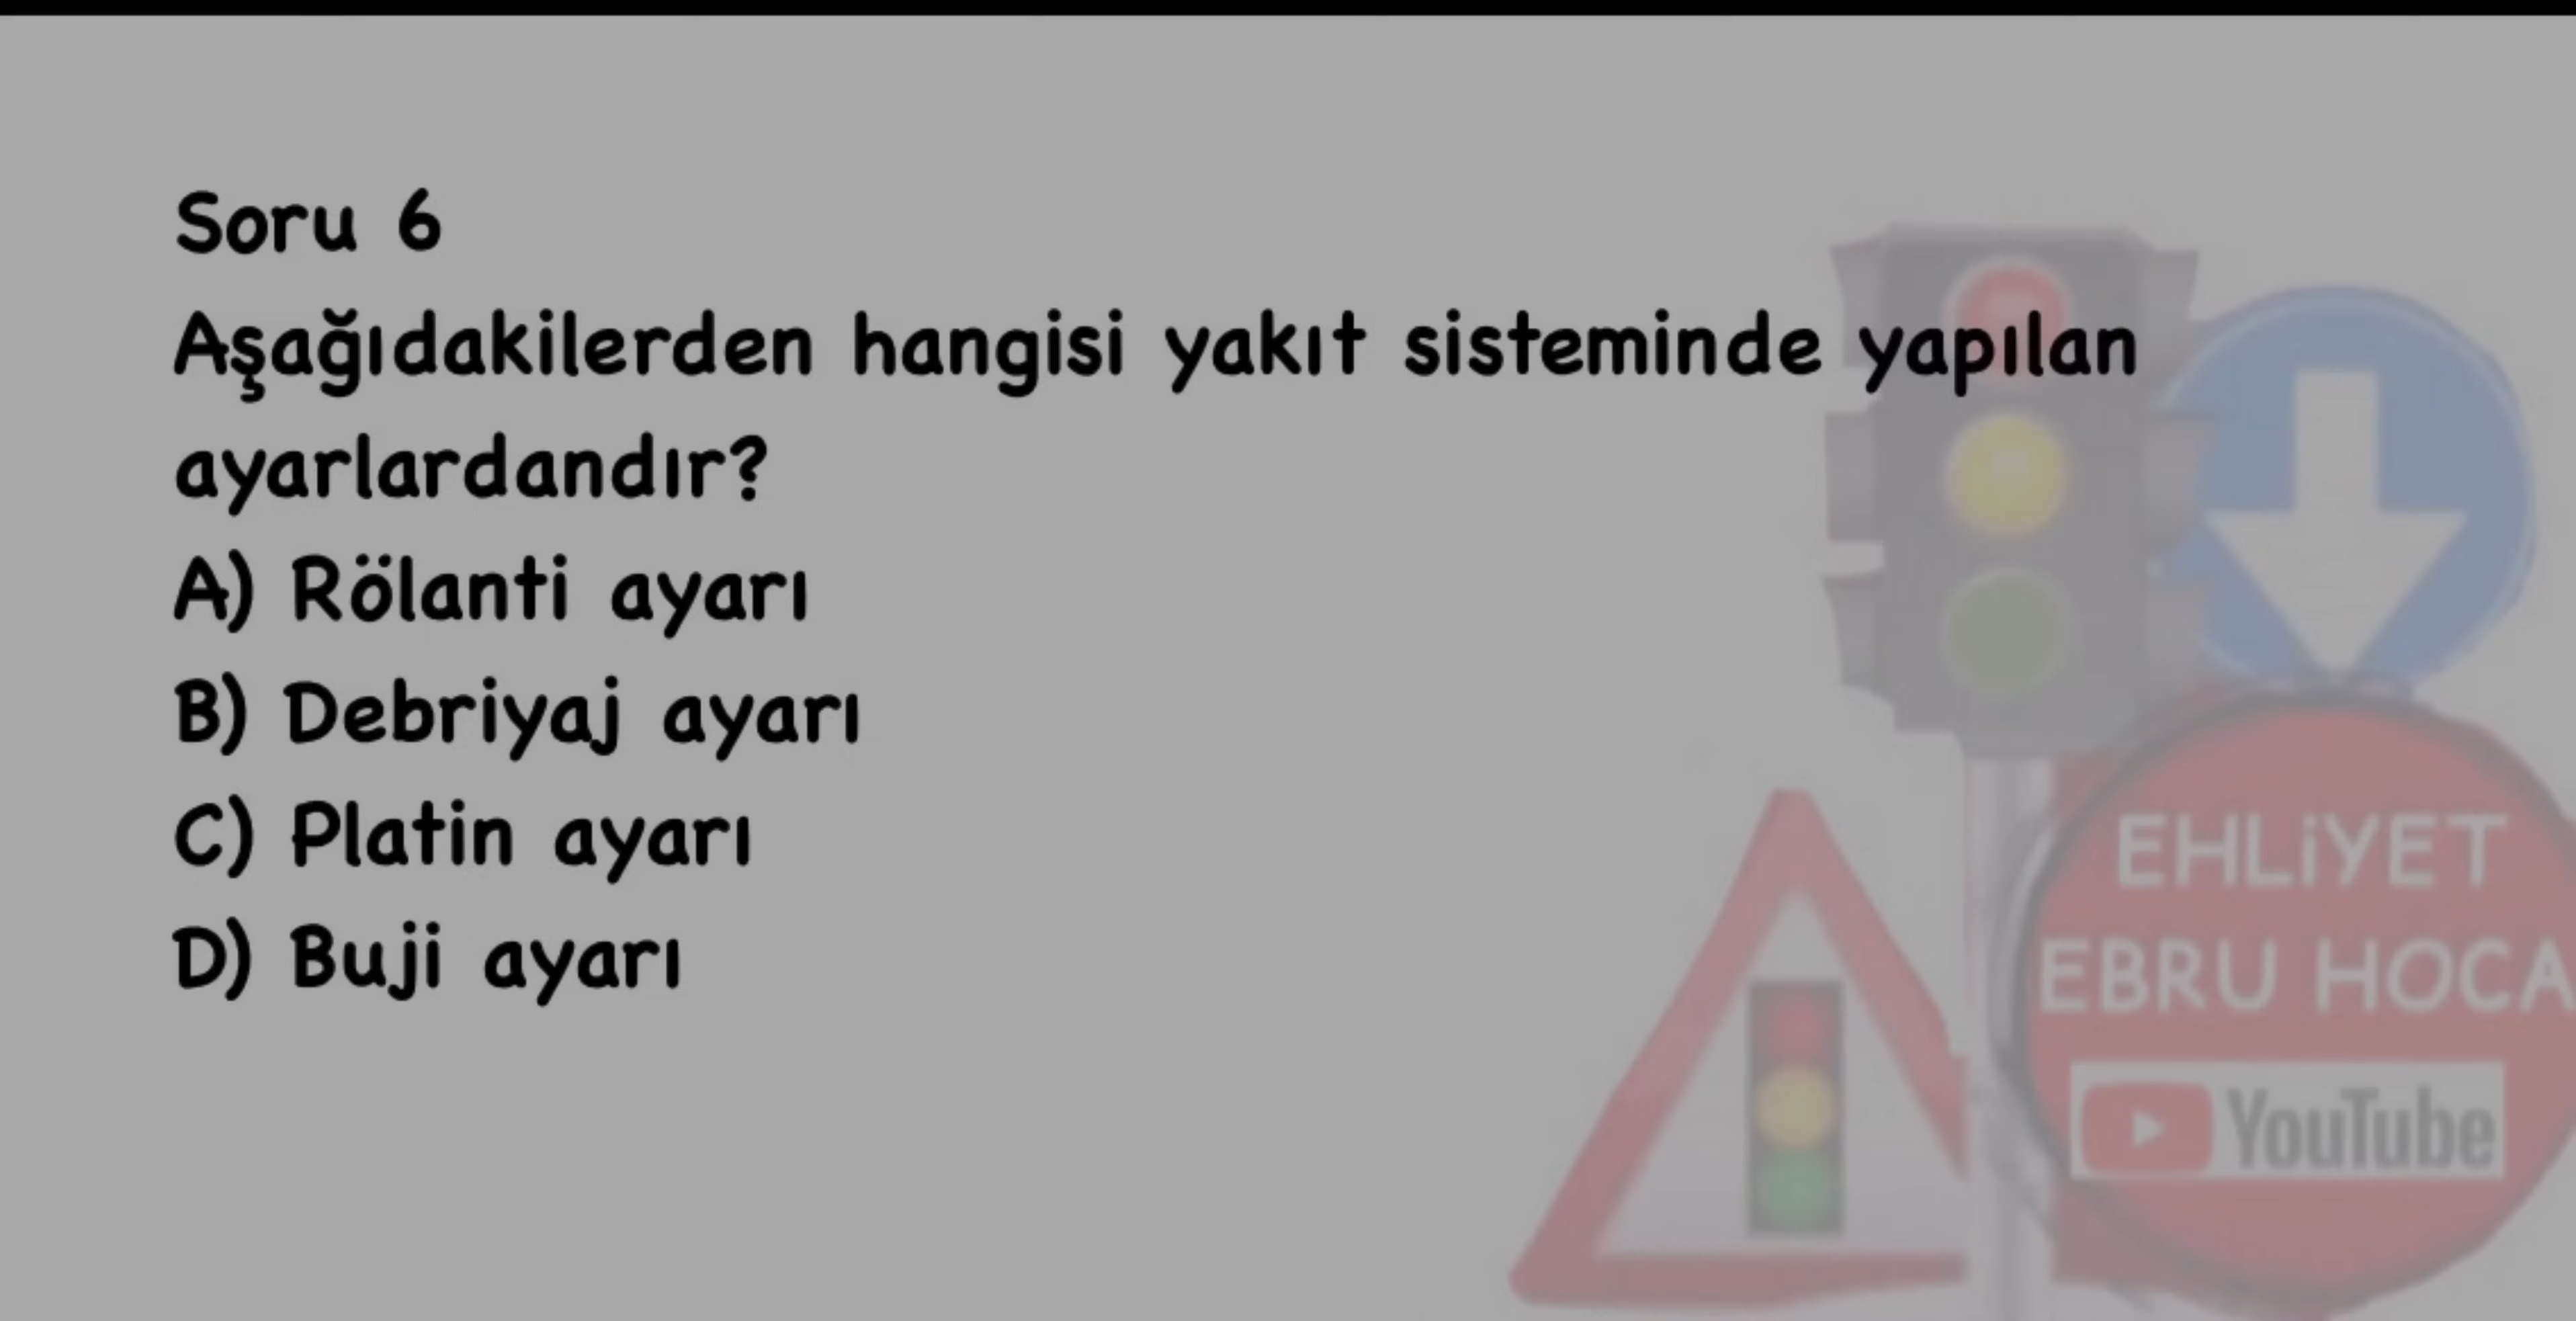 Soru 6
Aşağıdakilerden hangisi yakıt sisteminde yapılan
ayarlardandır?
A) Rölanti ayarı
B) Debriyaj ayarı
C) Platin ayarı
D) Buji ayarı
EHLİYET
EBRU HOCA
YouTube